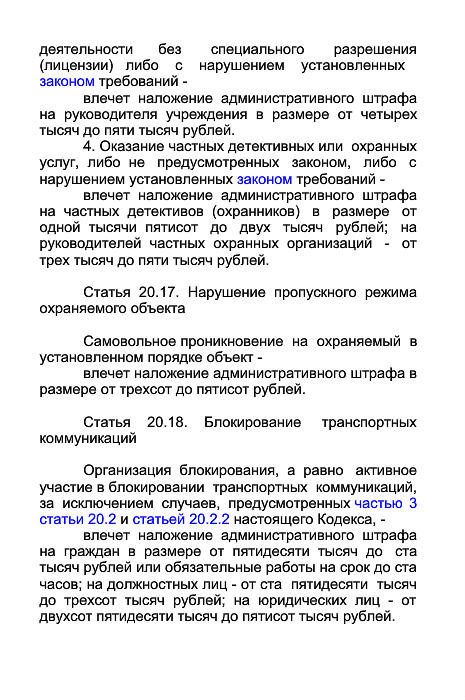 деятельности без специального разрешения
(лицензии) либо с нарушением установленных
законом требований -
влечет наложение административного штрафа
на руководителя учреждения в размере от четырех
тысяч до пяти тысяч рублей.
4. Оказание частных детективных или охранных
услуг, либо не предусмотренных законом, либо с
нарушением установленных законом требований -
влечет наложение административного штрафа
на частных детективов (охранников) в размере от
одной тысячи пятисот до двух тысяч рублей; на
руководителей частных охранных организаций - от
трех тысяч до пяти тысяч рублей.
Статья 20.17. Нарушение пропускного режима
охраняемого объекта
Самовольное проникновение на охраняемый в
установленном порядке объект -
влечет наложение административного штрафа в
размере от трехсот до пятисот рублей.
Статья 20.18. Блокирование транспортных
коммуникаций
Организация блокирования, а равно активное
участие в блокировании транспортных коммуникаций,
за исключением случаев, предусмотренных частью 3
статьи 20.2 и статьей 20.2.2 настоящего Кодекса, -
влечет наложение административного штрафа
на граждан в размере от пятидесяти тысяч до ста
тысяч рублей или обязательные работы на срок до ста
часов; на должностных лиц - от ста пятидесяти тысяч
до трехсот тысяч рублей; на юридических лиц - от
двухсот пятидесяти тысяч до пятисот тысяч рублей.